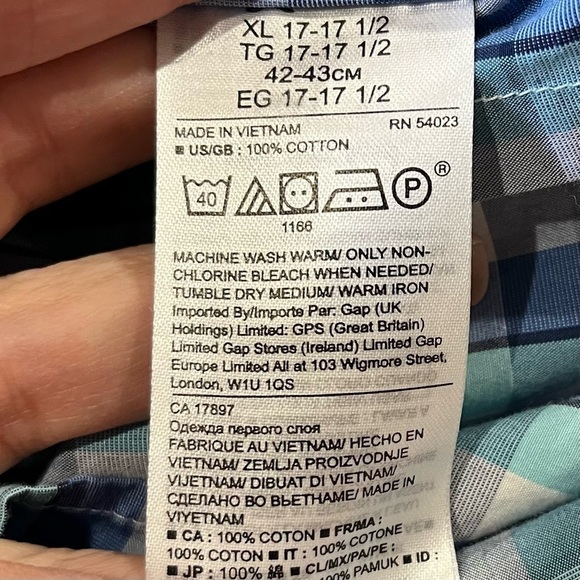 XL 17-17 1/2
TG 17-17 1/2
42-43CM
EG 17-17 1/2
MADE IN VIETNAM RN 54023
■ US/GB : 100% COTTON
40 P ®
1166
MACHINE WASH WARM/ ONLY NON-
CHLORINE BLEACH WHEN NEEDED/
TUMBLE DRY MEDIUM/ WARM IRON
Imported By/Importe Par: Gap (UK
Holdings) Limited: GPS (Great Britain)
Limited Gap Stores (Ireland) Limited Gap
Europe Limited All at 103 Wigmore Street,
London, W1U 1QS
CA 17897
Одежда первого слоя
FABRIQUE AU VIETNAM/ HECHO EN
VIETNAM/ ZEMLJA PROIZVODNJE
VIJETNAM/ DIBUAT DI VIETNAM/
СДЕЛАНО ВО ВЬЕТНАМЕ/ MADE IN
VIYETNAM
■ CA : 100% COTON ■ FR/MA :
100% COTON ■ IT : 100% COTONE
■ JP : 100% 綿 ■ CL/MX/PA/PE :
100% PAMUK ■ ID :